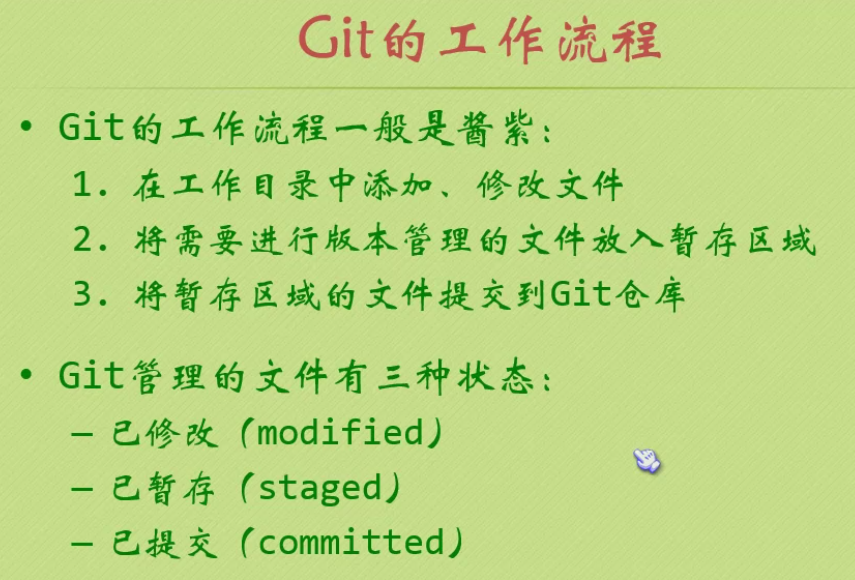 Git的工作流程
• Git的工作流程一般是酱紫：
1. 在工作目录中添加、修改文件
2. 将需要进行版本管理的文件放入暂存区域
3. 将暂存区域的文件提交到Git仓库
• Git管理的文件有三种状态：
– 已修改（modified）
– 已暂存（staged）
– 已提交（committed）